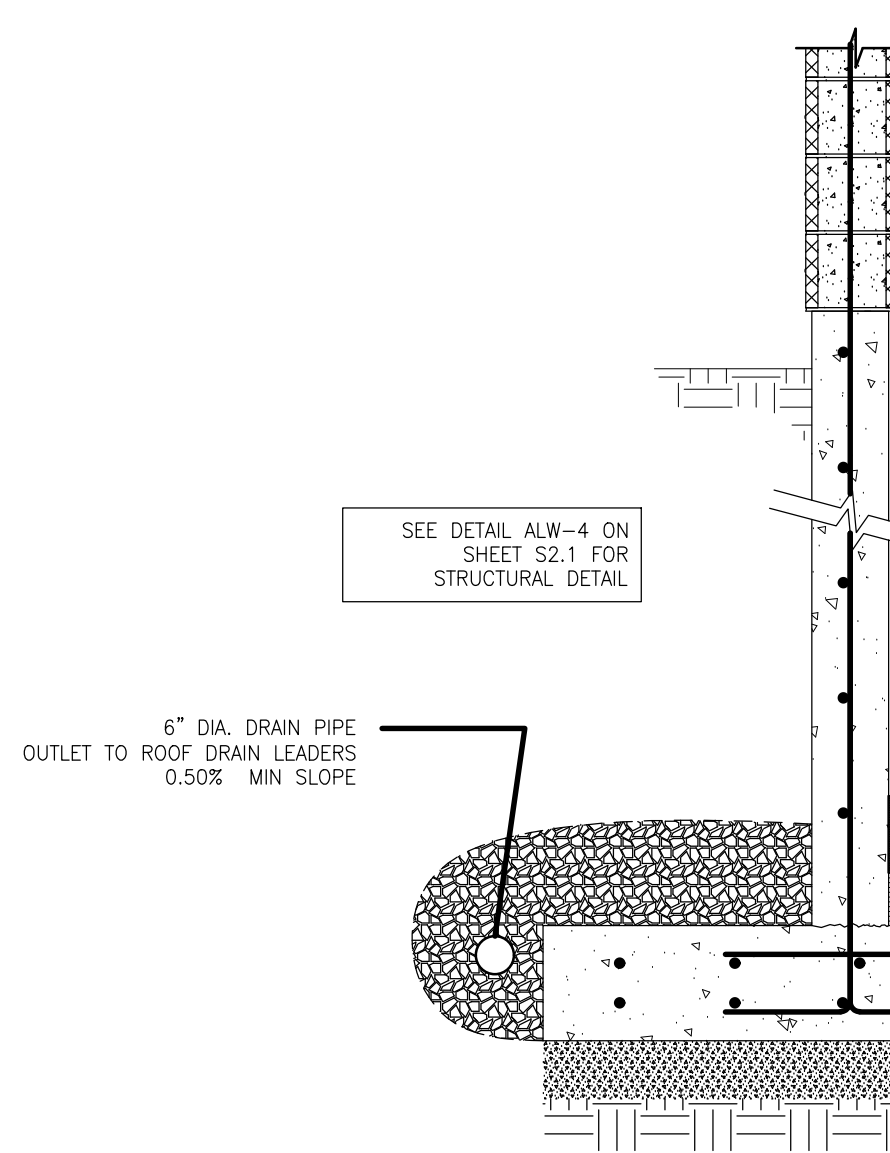 SEE DETAIL ALW-4 ON
SHEET S2.1 FOR
STRUCTURAL DETAIL
6" DIA. DRAIN PIPE
OUTLET TO ROOF DRAIN LEADERS
0.50% MIN SLOPE